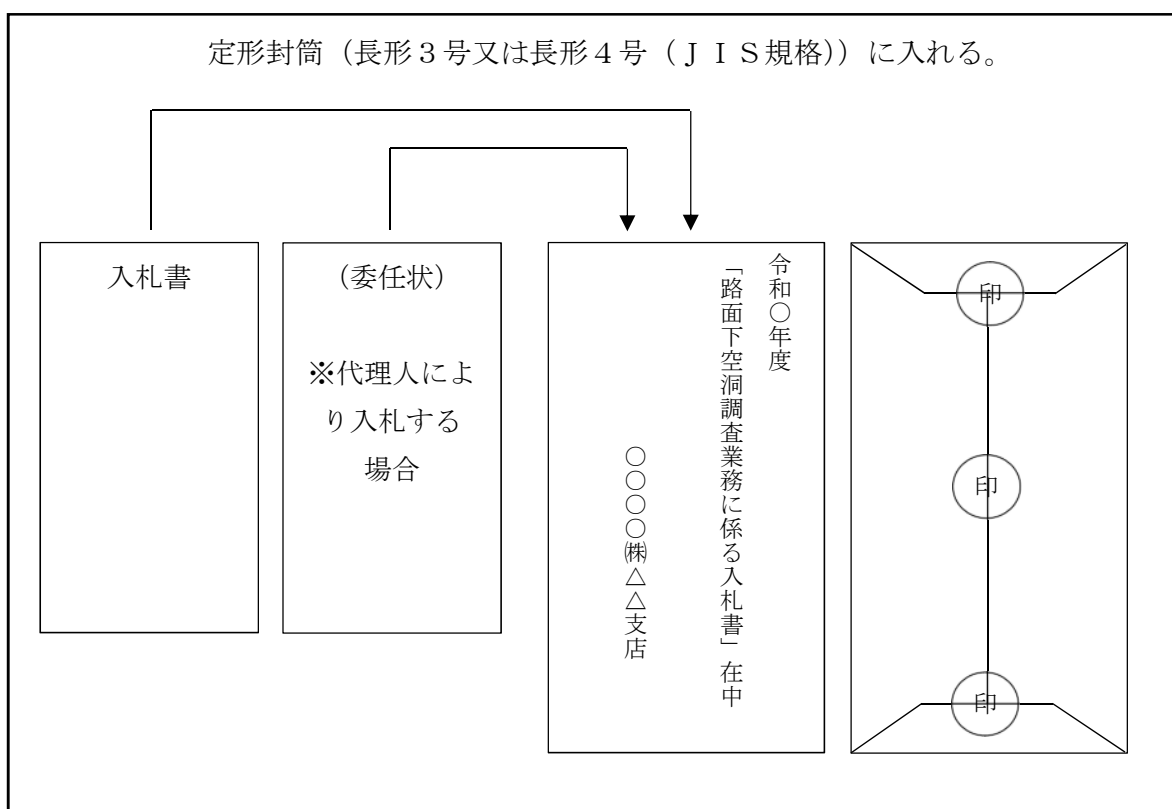 定形封筒（長形３号又は長形４号（ＪＩＳ規格））に入れる。
入札書
（委任状）
※代理人によ
り入札する
場合
令和〇年度
「路面下空洞調査業務に係る入札書」在中
〇〇〇〇㈱△△支店
印
印
印